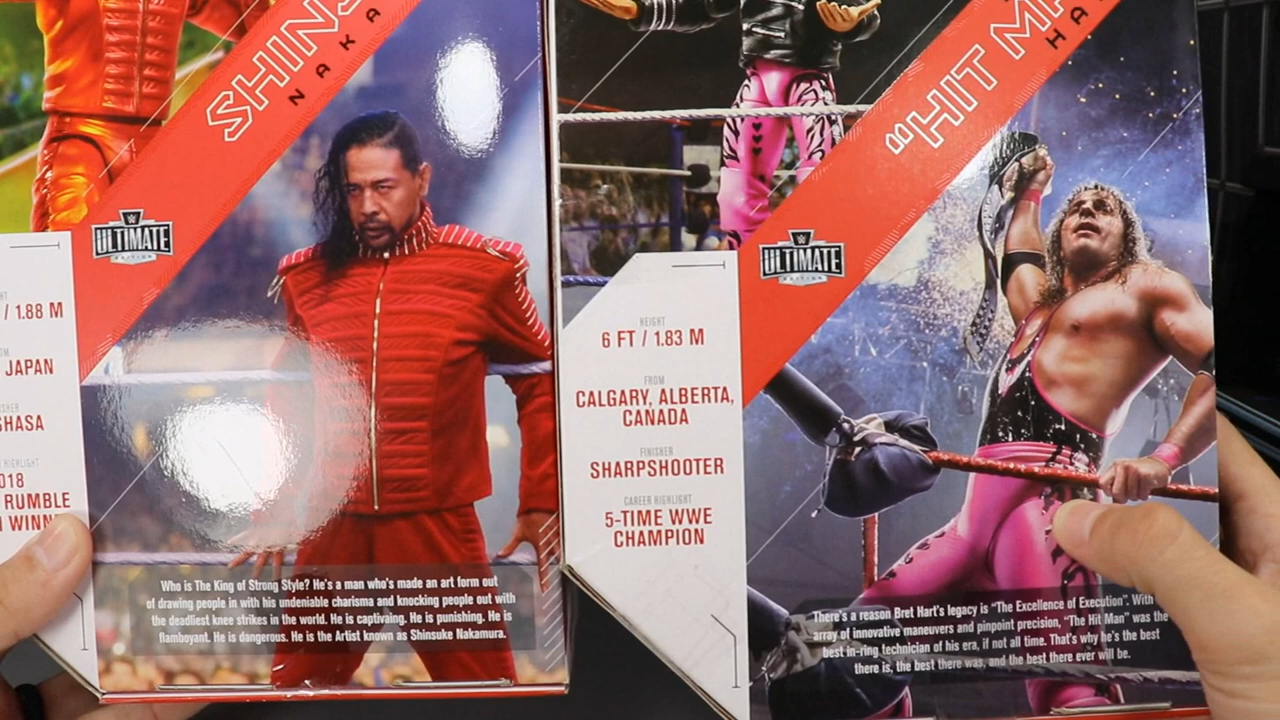 SHINS
NAKA
W
ULTIMATE
EDITION
/ 1.88 M
JAPAN
SHASA
HIGHLIGHT
018
RUMBLE
WINN
Who is The King of Strong Style? He's a man who's made an art form out
of drawing people in with his undeniable charisma and knocking people out with
the deadliest knee strikes in the world. He is captivating. He is punishing. He is
flamboyant. He is dangerous. He is the Artist known as Shinsuke Nakamura.
"HIT MA
HAR
W
ULTIMATE
EDITION
HEIGHT
6 FT / 1.83 M
FROM
CALGARY, ALBERTA,
CANADA
FINISHER
SHARPSHOOTER
CAREER HIGHLIGHT
5-TIME WWE
CHAMPION
There's a reason Bret Hart's legacy is "The Excellence of Execution". With
array of innovative maneuvers and pinpoint precision, "The Hit Man" was the
best in-ring technician of his era, if not all time. That's why he's the best
there is, the best there was, and the best there ever will be.